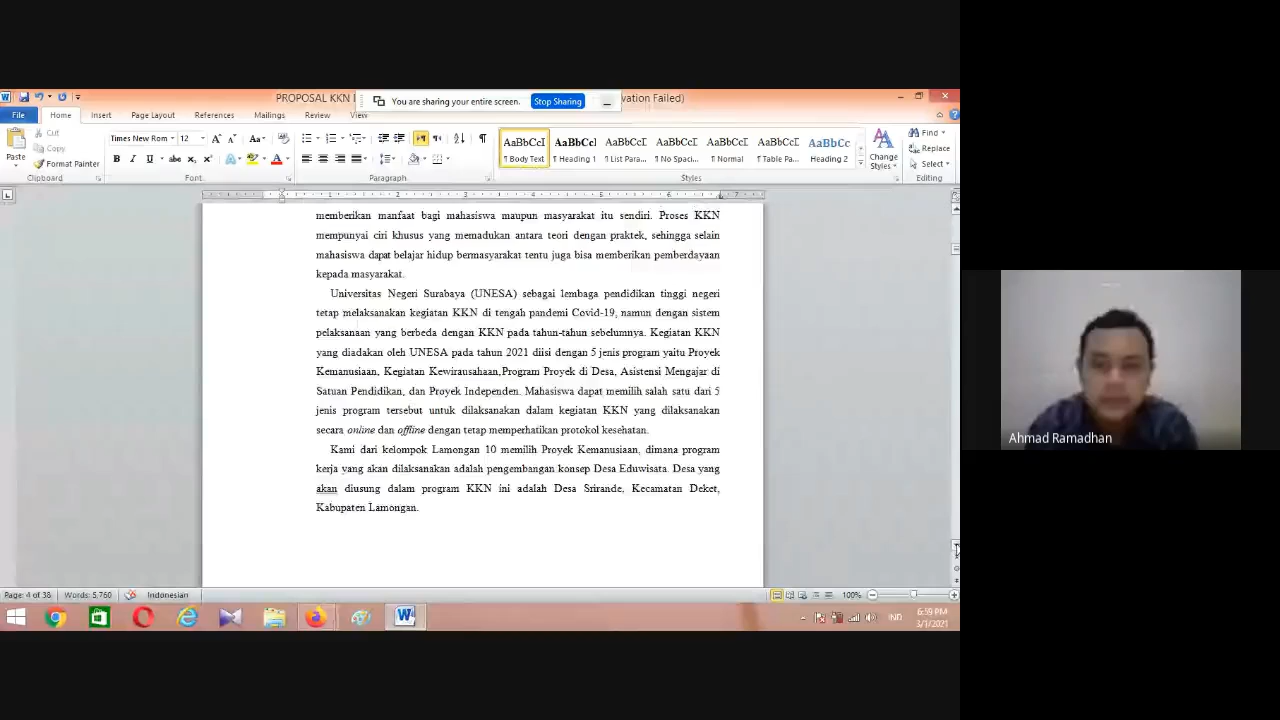 PROPOSAL KKN
You are sharing your entire screen.
Stop Sharing
vation Failed)
File
Home
Insert
Page Layout
References
Mailings
Review
View
Cut
Copy
Format Painter
Paste
Clipboard
Times New Rom
12
Font
Paragraph
AaBbCcI
AaBbCcl
AaBbCcI
AaBbCcI
AaBbCcI
AaBbCcI
AaBbCc
¶ Body Text
¶ Heading 1
¶ List Para...
¶ No Spaci...
¶ Normal
¶ Table Pa...
Heading 2
Styles
Change
Styles
Find
Replace
Select
Editing
memberikan manfaat bagi mahasiswa maupun masyarakat itu sendiri. Proses KKN
mempunyai ciri khusus yang memadukan antara teori dengan praktek, sehingga selain
mahasiswa dapat belajar hidup bermasyarakat tentu juga bisa memberikan pemberdayaan
kepada masyarakat.
Universitas Negeri Surabaya (UNESA) sebagai lembaga pendidikan tinggi negeri
tetap melaksanakan kegiatan KKN di tengah pandemi Covid-19, namun dengan sistem
pelaksanaan yang berbeda dengan KKN pada tahun-tahun sebelumnya. Kegiatan KKN
yang diadakan oleh UNESA pada tahun 2021 diisi dengan 5 jenis program yaitu Proyek
Kemanusiaan, Kegiatan Kewirausahaan,Program Proyek di Desa, Asistensi Mengajar di
Satuan Pendidikan, dan Proyek Independen. Mahasiswa dapat memilih salah satu dari 5
jenis program tersebut untuk dilaksanakan dalam kegiatan KKN yang dilaksanakan
secara online dan offline dengan tetap memperhatikan protokol kesehatan.
Kami dari kelompok Lamongan 10 memilih Proyek Kemanusiaan, dimana program
kerja yang akan dilaksanakan adalah pengembangan konsep Desa Eduwisata. Desa yang
akan diusung dalam program KKN ini adalah Desa Srirande, Kecamatan Deket,
Kabupaten Lamongan.
Ahmad Ramadhan
Page: 4 of 38
Words: 5.760
Indonesian
100%
IND
6:59 PM
3/1/2021